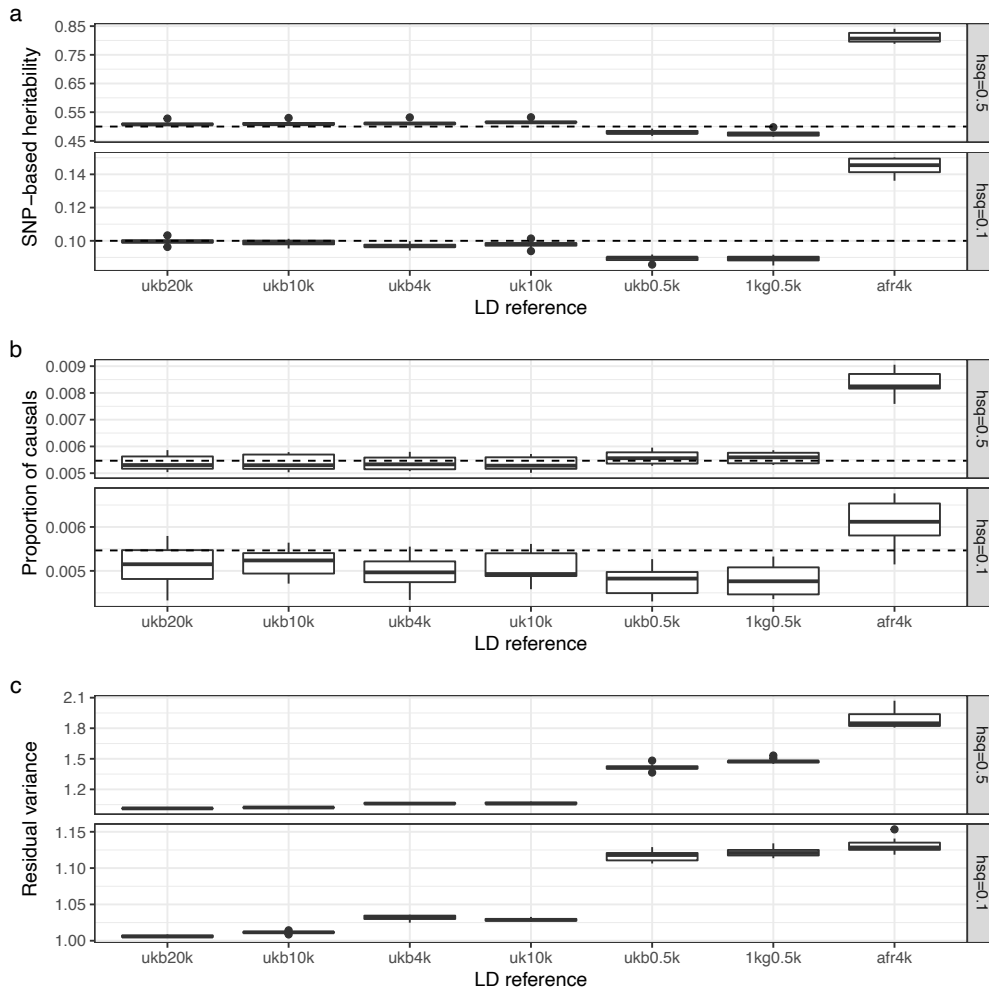 a
SNP−based heritability
0.85
0.75
0.65
0.55
0.45
hsq=0.5
0.14
0.12
0.10
hsq=0.1
ukb20k ukb10k ukb4k uk10k ukb0.5k 1kg0.5k afr4k
LD reference
b
Proportion of causals
0.009
0.008
0.007
0.006
0.005
hsq=0.5
0.006
0.005
hsq=0.1
ukb20k ukb10k ukb4k uk10k ukb0.5k 1kg0.5k afr4k
LD reference
c
Residual variance
2.1
1.8
1.5
1.2
hsq=0.5
1.15
1.10
1.05
1.00
hsq=0.1
ukb20k ukb10k ukb4k uk10k ukb0.5k 1kg0.5k afr4k
LD reference